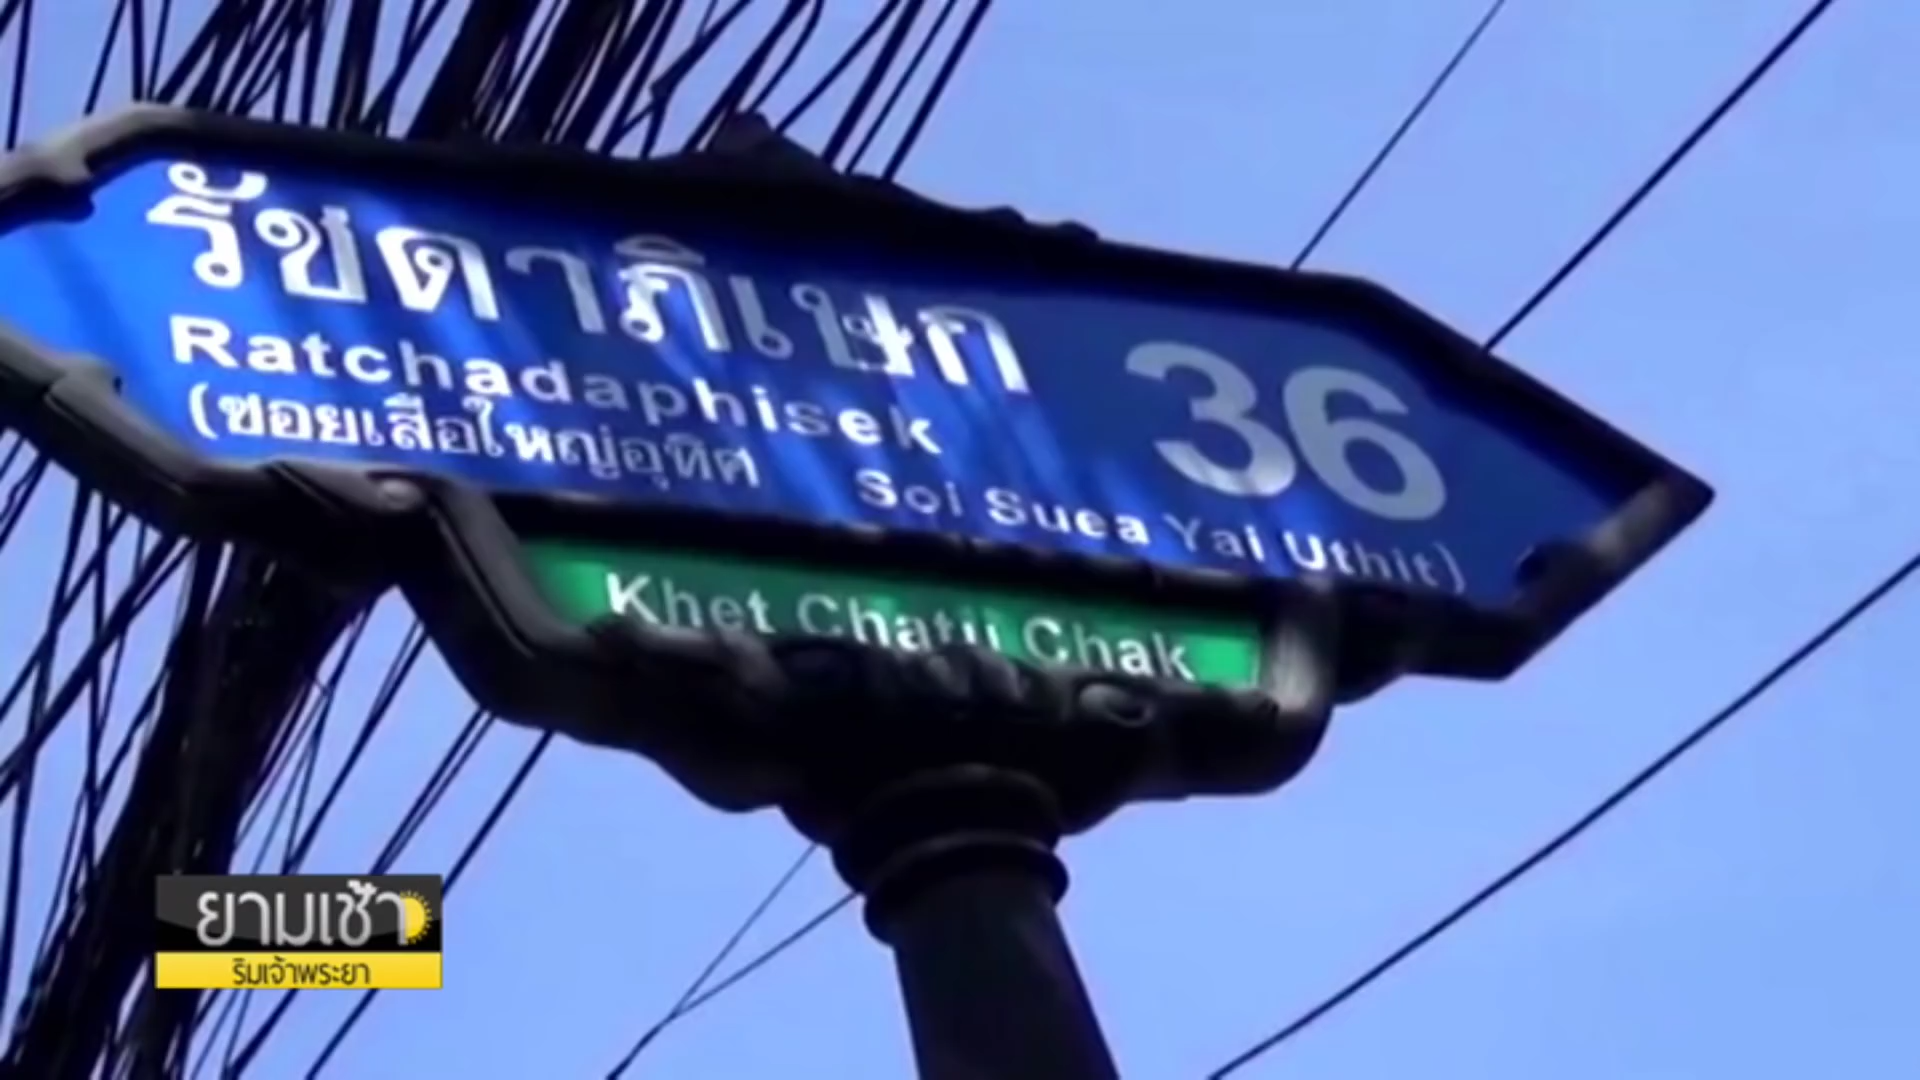 รัชดาภิเษก 36
Ratchadaphisek
(ซอยเสือใหญ่อุทิศ Soi Suea Yai Uthit)
Khet Chatu Chak
ยามเช้า
ริมเจ้าพระยา